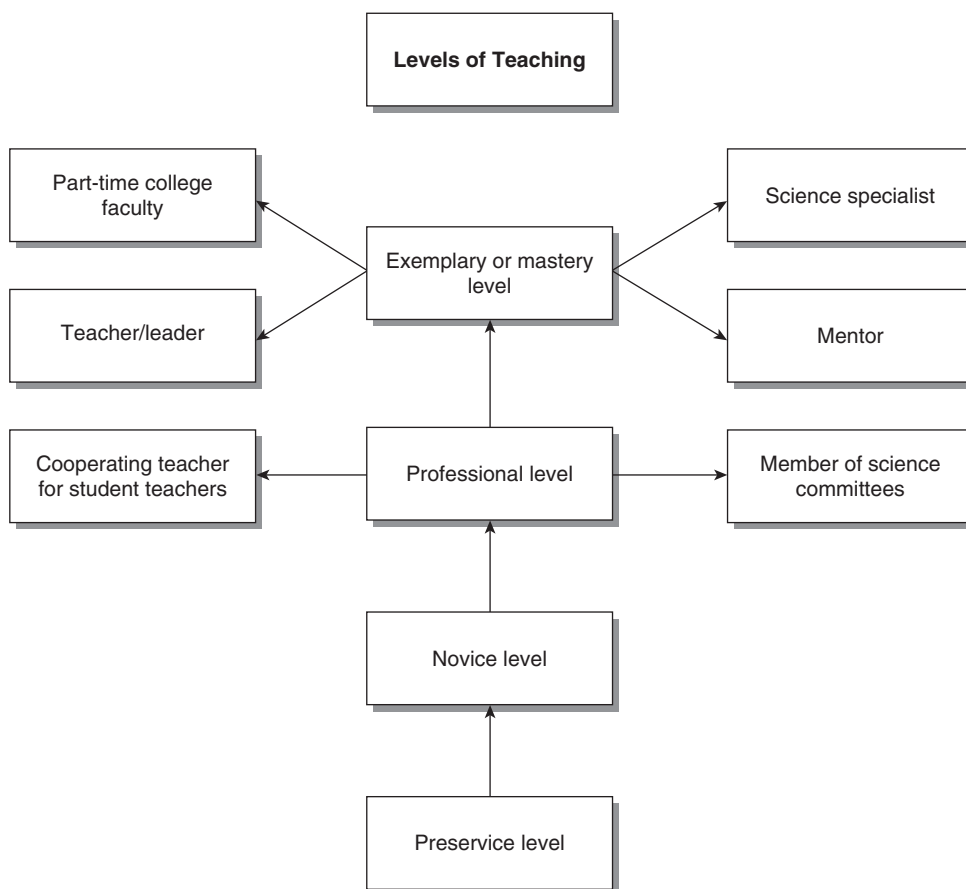 Levels of Teaching
Part-time college
faculty
Science specialist
Exemplary or mastery
level
Teacher/leader
Mentor
Cooperating teacher
for student teachers
Professional level
Member of science
committees
Novice level
Preservice level